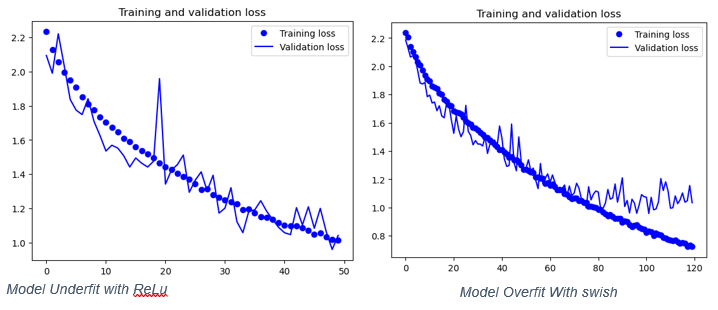 Training and validation loss
Training loss
Validation loss
2.2
2.0
1.8
1.6
1.4
1.2
1.0
0 10 20 30 40 50
Model Underfit with ReLu
Training and validation loss
Training loss
Validation loss
2.2
2.0
1.8
1.6
1.4
1.2
1.0
0.8
0 20 40 60 80 100 120
Model Overfit With swish